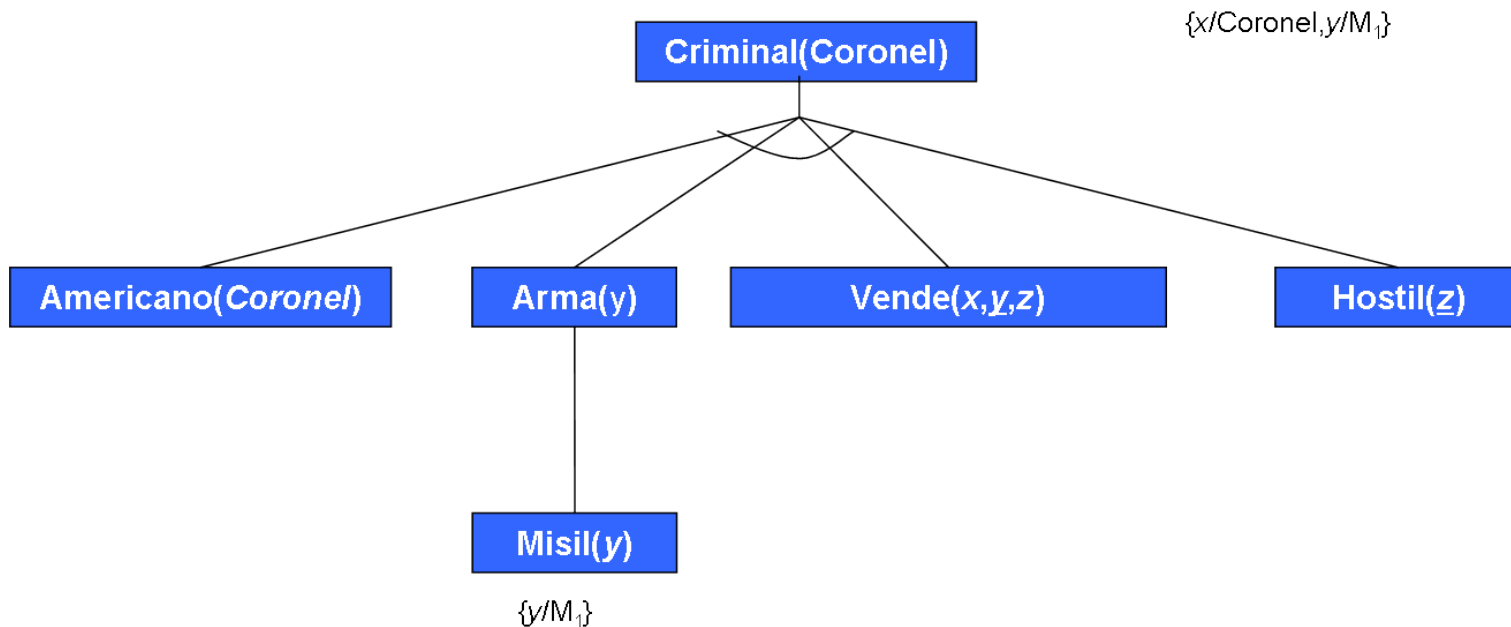 {x/Coronel,y/M₁}
Criminal(Coronel)
Americano(Coronel)
Arma(y)
Vende(x,y,z)
Hostil(z)
Misil(y)
{y/M₁}